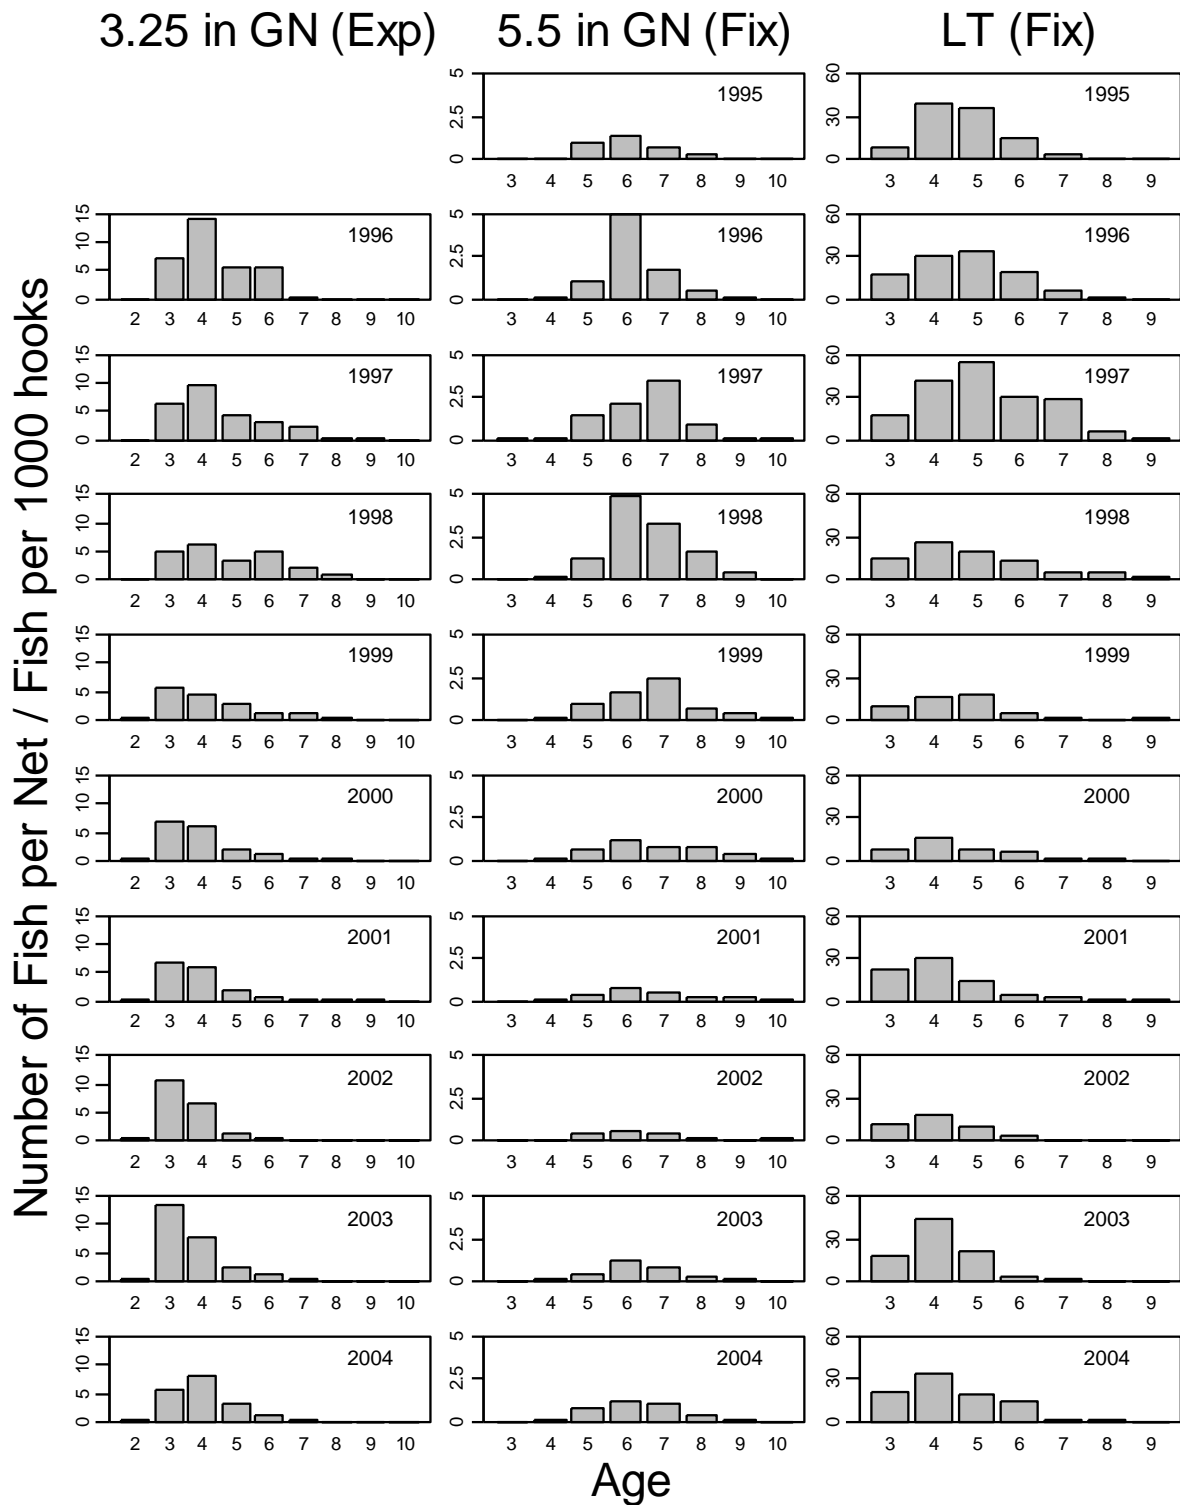 3.25 in GN (Exp) 5.5 in GN (Fix) LT (Fix)
Number of Fish per Net / Fish per 1000 hooks
0 2.5 5 1995 3 4 5 6 7 8 9 10
0 30 60 1995 3 4 5 6 7 8 9
0 5 10 15 1996 2 3 4 5 6 7 8 9 10
0 2.5 5 1996 3 4 5 6 7 8 9 10
0 30 60 1996 3 4 5 6 7 8 9
0 5 10 15 1997 2 3 4 5 6 7 8 9 10
0 2.5 5 1997 3 4 5 6 7 8 9 10
0 30 60 1997 3 4 5 6 7 8 9
0 5 10 15 1998 2 3 4 5 6 7 8 9 10
0 2.5 5 1998 3 4 5 6 7 8 9 10
0 30 60 1998 3 4 5 6 7 8 9
0 5 10 15 1999 2 3 4 5 6 7 8 9 10
0 2.5 5 1999 3 4 5 6 7 8 9 10
0 30 60 1999 3 4 5 6 7 8 9
0 5 10 15 2000 2 3 4 5 6 7 8 9 10
0 2.5 5 2000 3 4 5 6 7 8 9 10
0 30 60 2000 3 4 5 6 7 8 9
0 5 10 15 2001 2 3 4 5 6 7 8 9 10
0 2.5 5 2001 3 4 5 6 7 8 9 10
0 30 60 2001 3 4 5 6 7 8 9
0 5 10 15 2002 2 3 4 5 6 7 8 9 10
0 2.5 5 2002 3 4 5 6 7 8 9 10
0 30 60 2002 3 4 5 6 7 8 9
0 5 10 15 2003 2 3 4 5 6 7 8 9 10
0 2.5 5 2003 3 4 5 6 7 8 9 10
0 30 60 2003 3 4 5 6 7 8 9
0 5 10 15 2004 2 3 4 5 6 7 8 9 10
0 2.5 5 2004 3 4 5 6 7 8 9 10
0 30 60 2004 3 4 5 6 7 8 9
Age